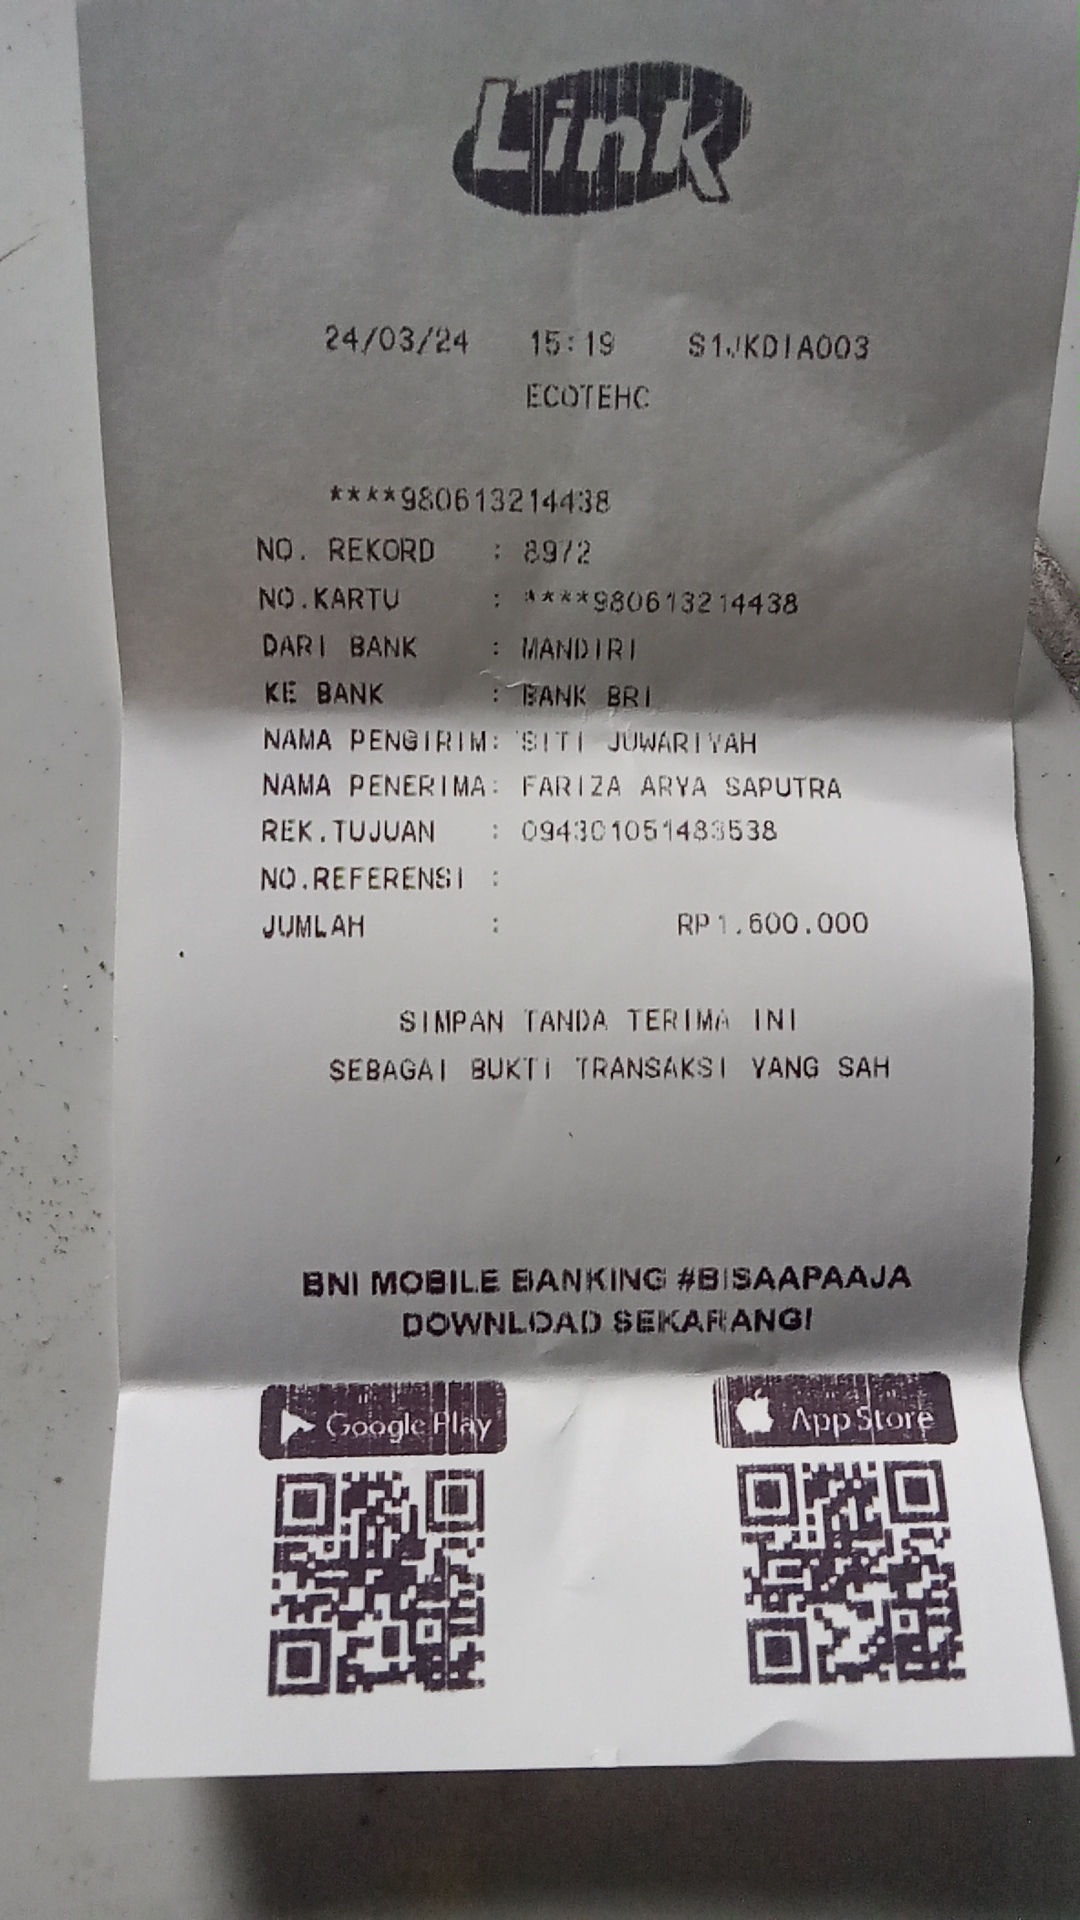 Link
24/03/24 15:19 S1JKDIA003
ECOTEHC
****980613214438
NO. REKORD : 8972
NO.KARTU : ****980613214438
DARI BANK : MANDIRI
KE BANK : BANK BRI
NAMA PENGIRIM: SITI JUWARIYAH
NAMA PENERIMA: FARIZA ARYA SAPUTRA
REK.TUJUAN : 094301051483538
NO.REFERENSI :
JUMLAH : RP1.600.000
SIMPAN TANDA TERIMA INI
SEBAGAI BUKTI TRANSAKSI YANG SAH
BNI MOBILE BANKING #BISAAPAAJA
DOWNLOAD SEKARANG!
Google Play
App Store